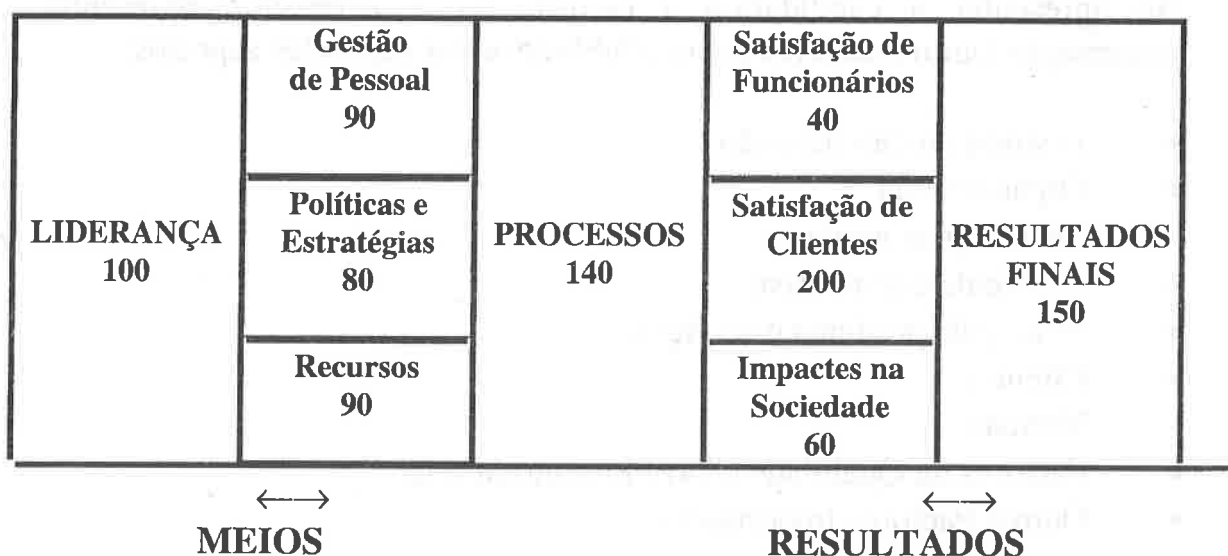 Gestão
de Pessoal
90
Satisfação de
Funcionários
40
LIDERANÇA
100
Políticas e
Estratégias
80
PROCESSOS
140
Satisfação de
Clientes
200
RESULTADOS
FINAIS
150
Recursos
90
Impactes na
Sociedade
60
MEIOS
RESULTADOS